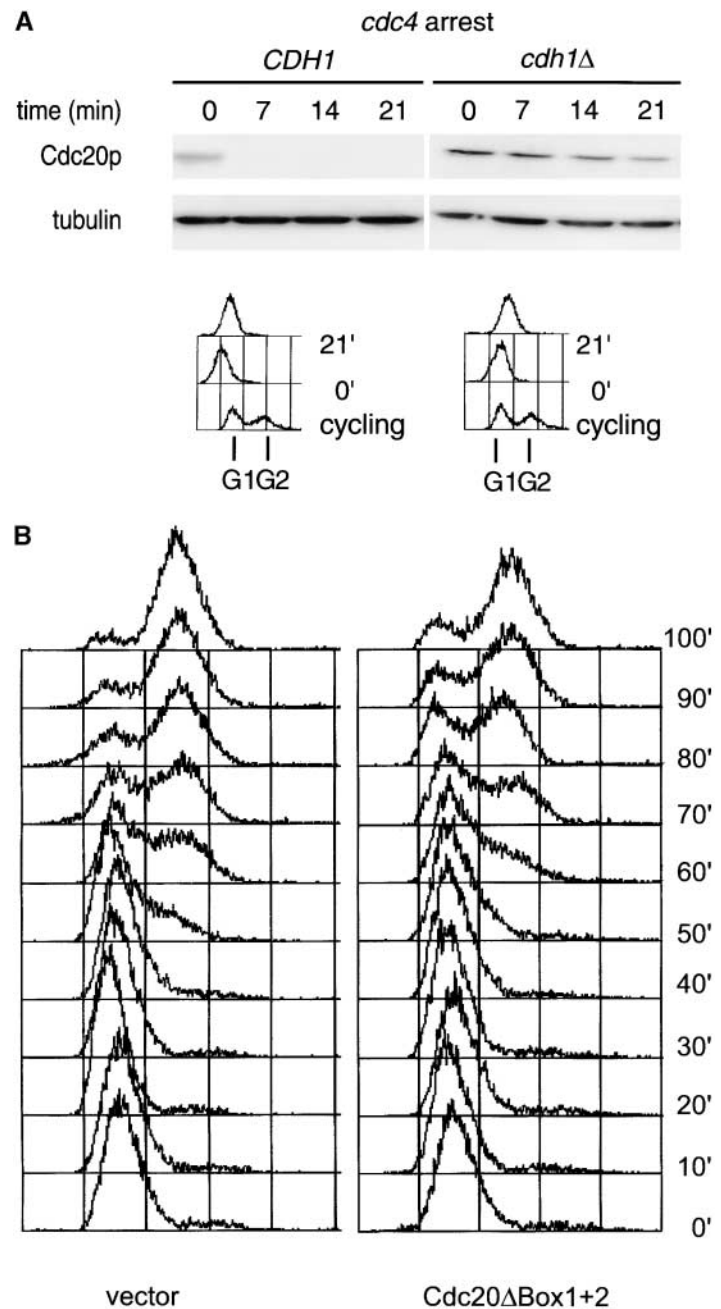 A
cdc4 arrest
CDH1 cdh1Δ
time (min) 0 7 14 21 0 7 14 21
Cdc20p
tubulin
21' 21'
0' 0'
cycling cycling
G1G2 G1G2
B
100'
90'
80'
70'
60'
50'
40'
30'
20'
10'
0'
vector Cdc20ΔBox1+2